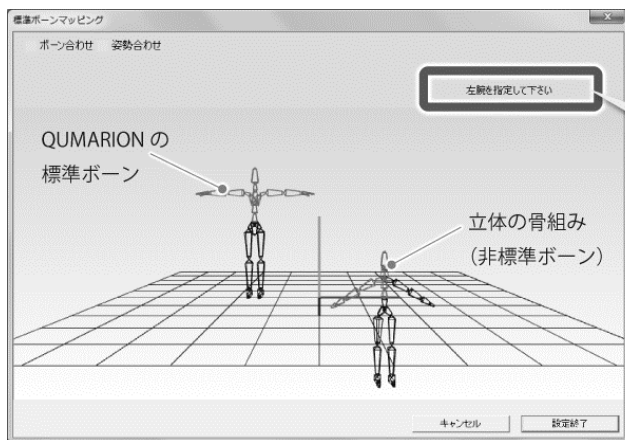 標準ボーンマッピング
ボーン合わせ 姿勢合わせ
左腕を指定して下さい
QUMARION の
標準ボーン
立体の骨組み
（非標準ボーン）
キャンセル
設定終了